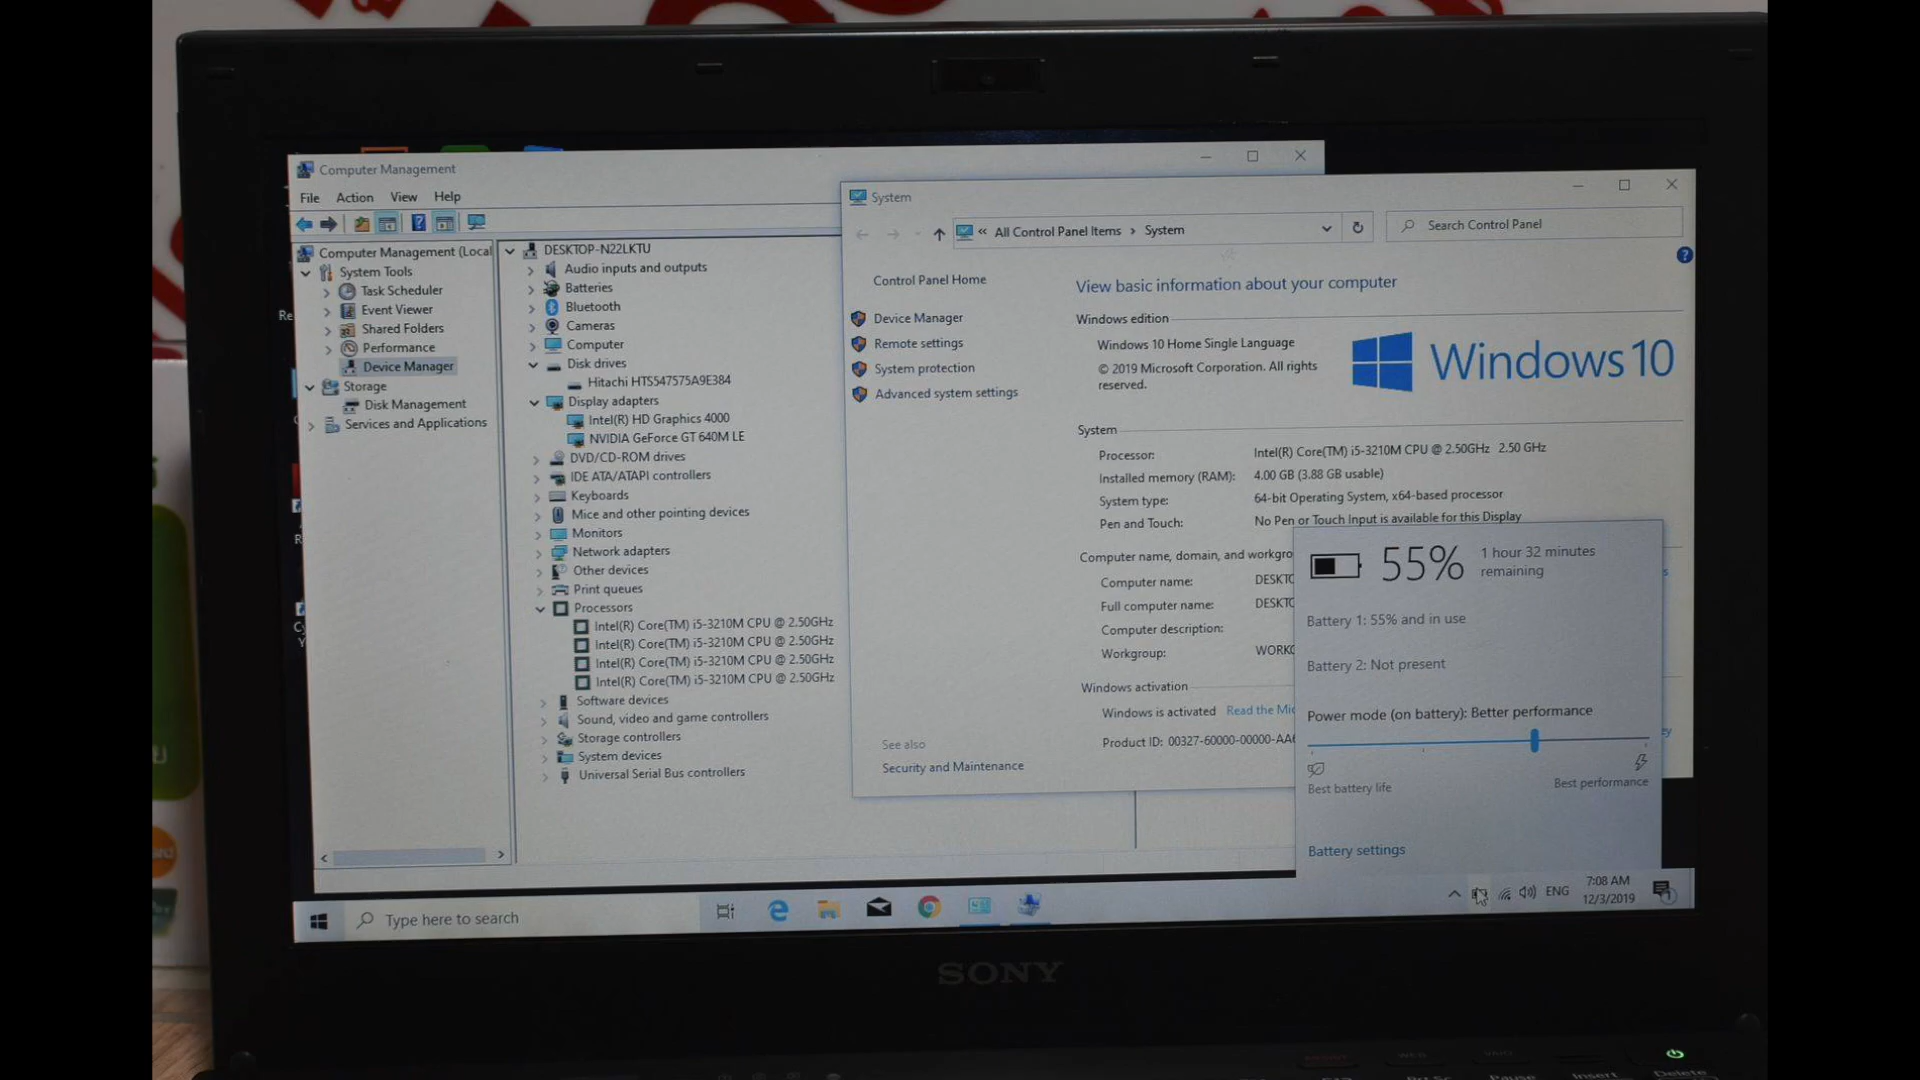 Computer Management
File Action View Help
Computer Management (Local
System Tools
Task Scheduler
Event Viewer
Shared Folders
Performance
Device Manager
Storage
Disk Management
Services and Applications
DESKTOP-N22LKTU
Audio inputs and outputs
Batteries
Bluetooth
Cameras
Computer
Disk drives
Hitachi HTS547575A9E384
Display adapters
Intel(R) HD Graphics 4000
NVIDIA GeForce GT 640M LE
DVD/CD-ROM drives
IDE ATA/ATAPI controllers
Keyboards
Mice and other pointing devices
Monitors
Network adapters
Other devices
Print queues
Processors
Intel(R) Core(TM) i5-3210M CPU @ 2.50GHz
Intel(R) Core(TM) i5-3210M CPU @ 2.50GHz
Intel(R) Core(TM) i5-3210M CPU @ 2.50GHz
Intel(R) Core(TM) i5-3210M CPU @ 2.50GHz
Software devices
Sound, video and game controllers
Storage controllers
System devices
Universal Serial Bus controllers
System
« All Control Panel Items › System
Search Control Panel
Control Panel Home
Device Manager
Remote settings
System protection
Advanced system settings
See also
Security and Maintenance
View basic information about your computer
Windows edition
Windows 10 Home Single Language
© 2019 Microsoft Corporation. All rights
reserved.
Windows 10
System
Processor: Intel(R) Core(TM) i5-3210M CPU @ 2.50GHz 2.50 GHz
Installed memory (RAM): 4.00 GB (3.88 GB usable)
System type: 64-bit Operating System, x64-based processor
Pen and Touch: No Pen or Touch Input is available for this Display
Computer name, domain, and workgro
Computer name: DESKTO
Full computer name: DESKTO
Computer description:
Workgroup: WORKG
Windows activation
Windows is activated Read the Mic
Product ID: 00327-60000-00000-AA6
55% 1 hour 32 minutes
remaining
Battery 1: 55% and in use
Battery 2: Not present
Power mode (on battery): Better performance
Best battery life Best performance
Battery settings
Type here to search
ENG
7:08 AM
12/3/2019
SONY
Pause
Insert
Delete